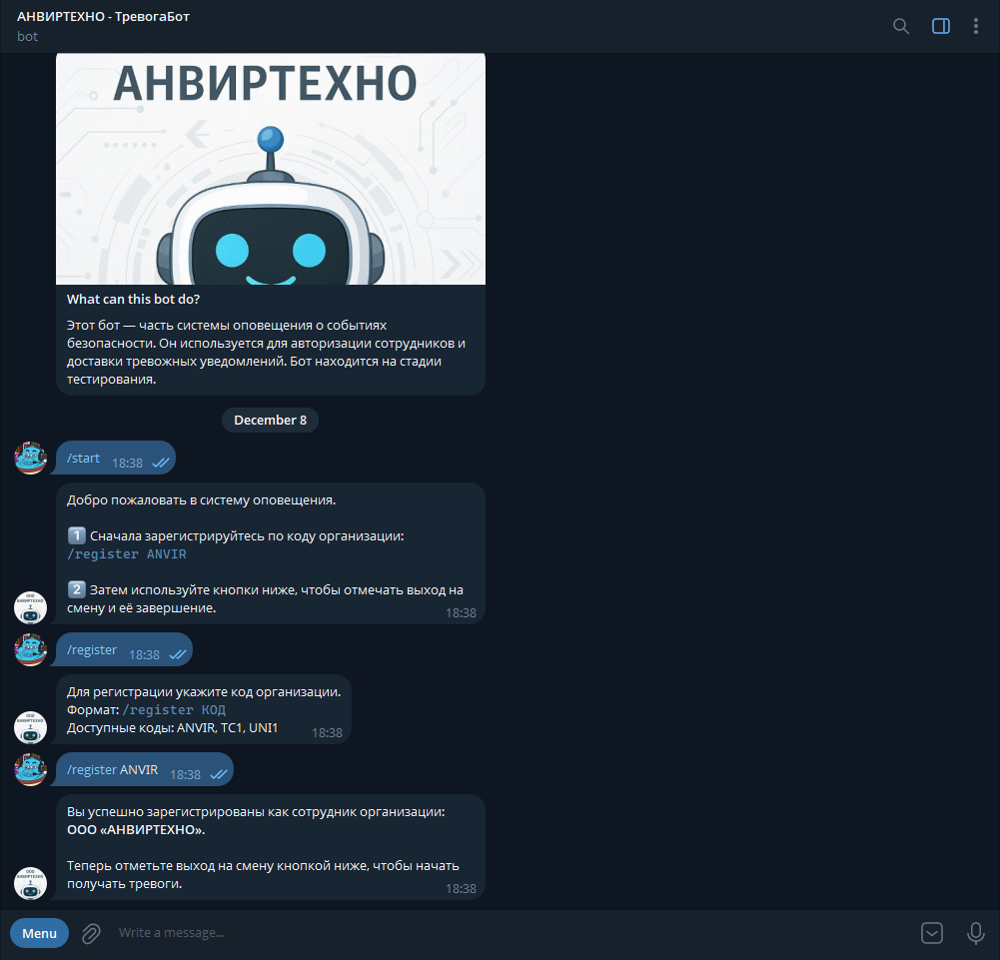 АНВИРТЕХНО - ТревогаБот
bot
АНВИРТЕХНО
What can this bot do?
Этот бот — часть системы оповещения о событиях
безопасности. Он используется для авторизации сотрудников и
доставки тревожных уведомлений. Бот находится на стадии
тестирования.
December 8
/start 18:38
Добро пожаловать в систему оповещения.
1 Сначала зарегистрируйтесь по коду организации:
/register ANVIR
2 Затем используйте кнопки ниже, чтобы отмечать выход на
смену и её завершение.
18:38
/register 18:38
Для регистрации укажите код организации.
Формат: /register КОД
Доступные коды: ANVIR, TC1, UNI1 18:38
/register ANVIR 18:38
Вы успешно зарегистрированы как сотрудник организации:
ООО «АНВИРТЕХНО».
Теперь отметьте выход на смену кнопкой ниже, чтобы начать
получать тревоги.
18:38
Menu
Write a message...